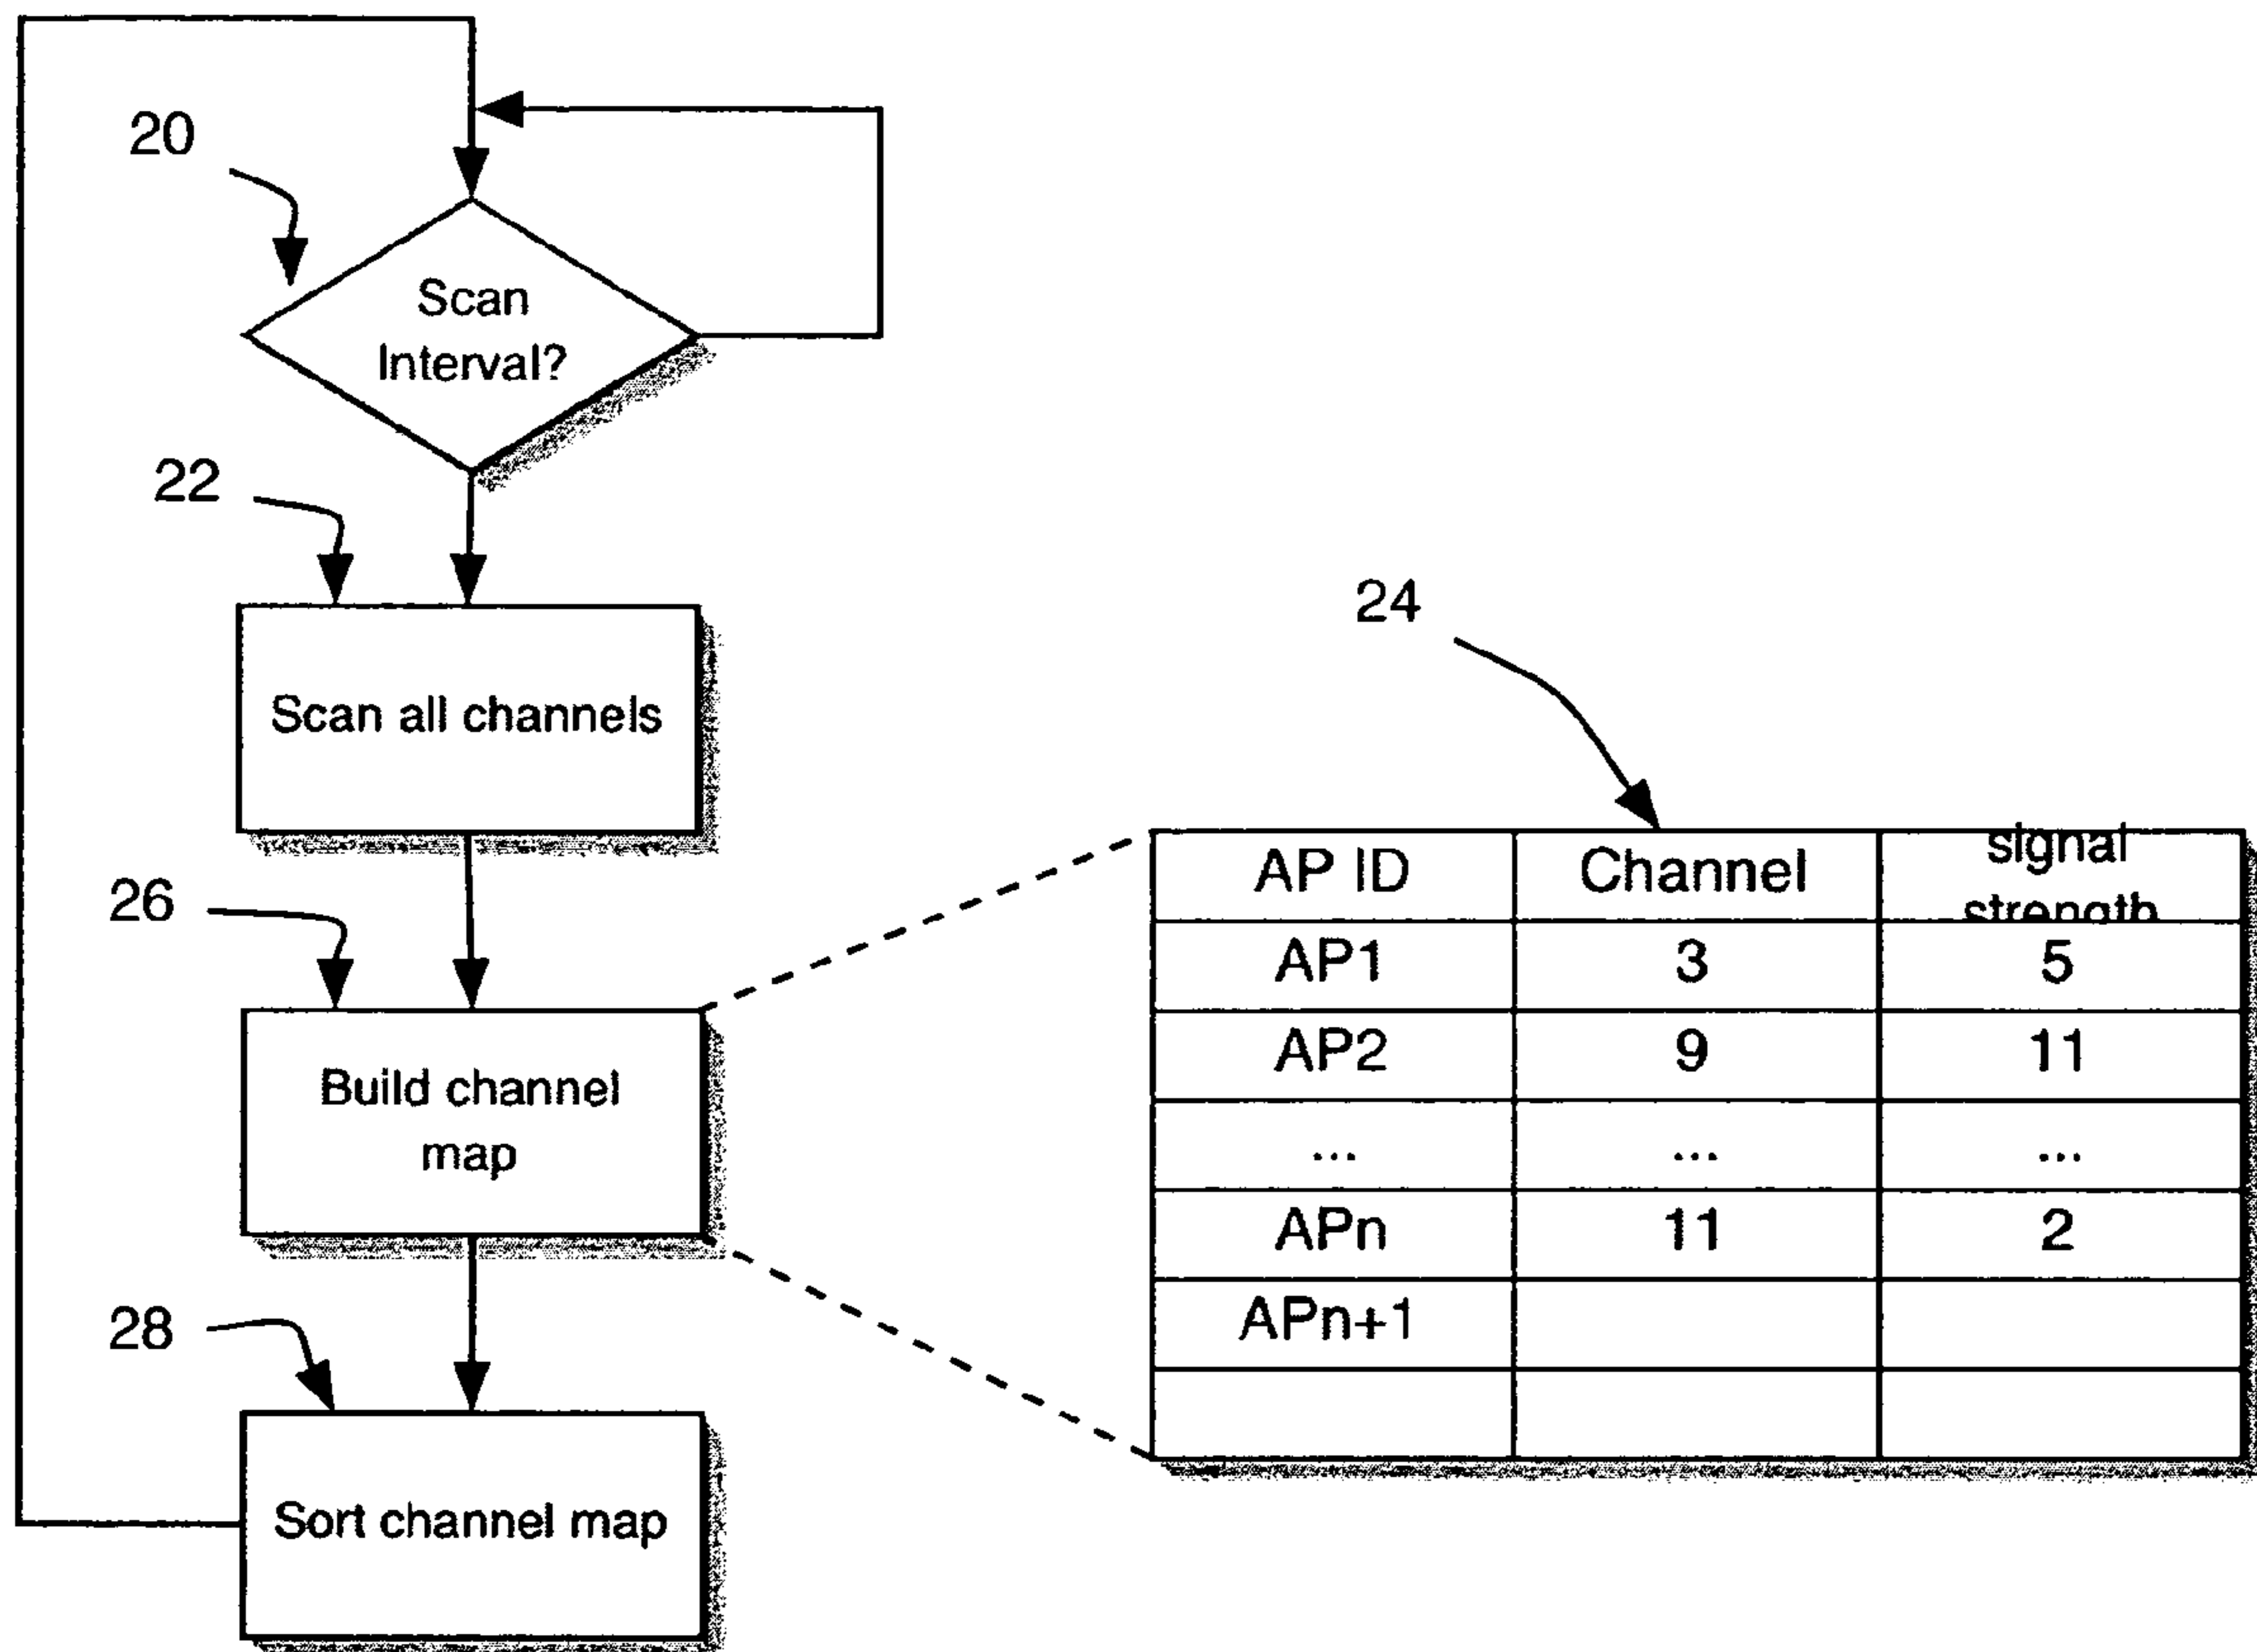 20
Scan
Interval?
22
Scan all channels
24
26
Build channel
map
28
Sort channel map
AP ID Channel signal
strength
AP1 3 5
AP2 9 11
... ... ...
APn 11 2
APn+1